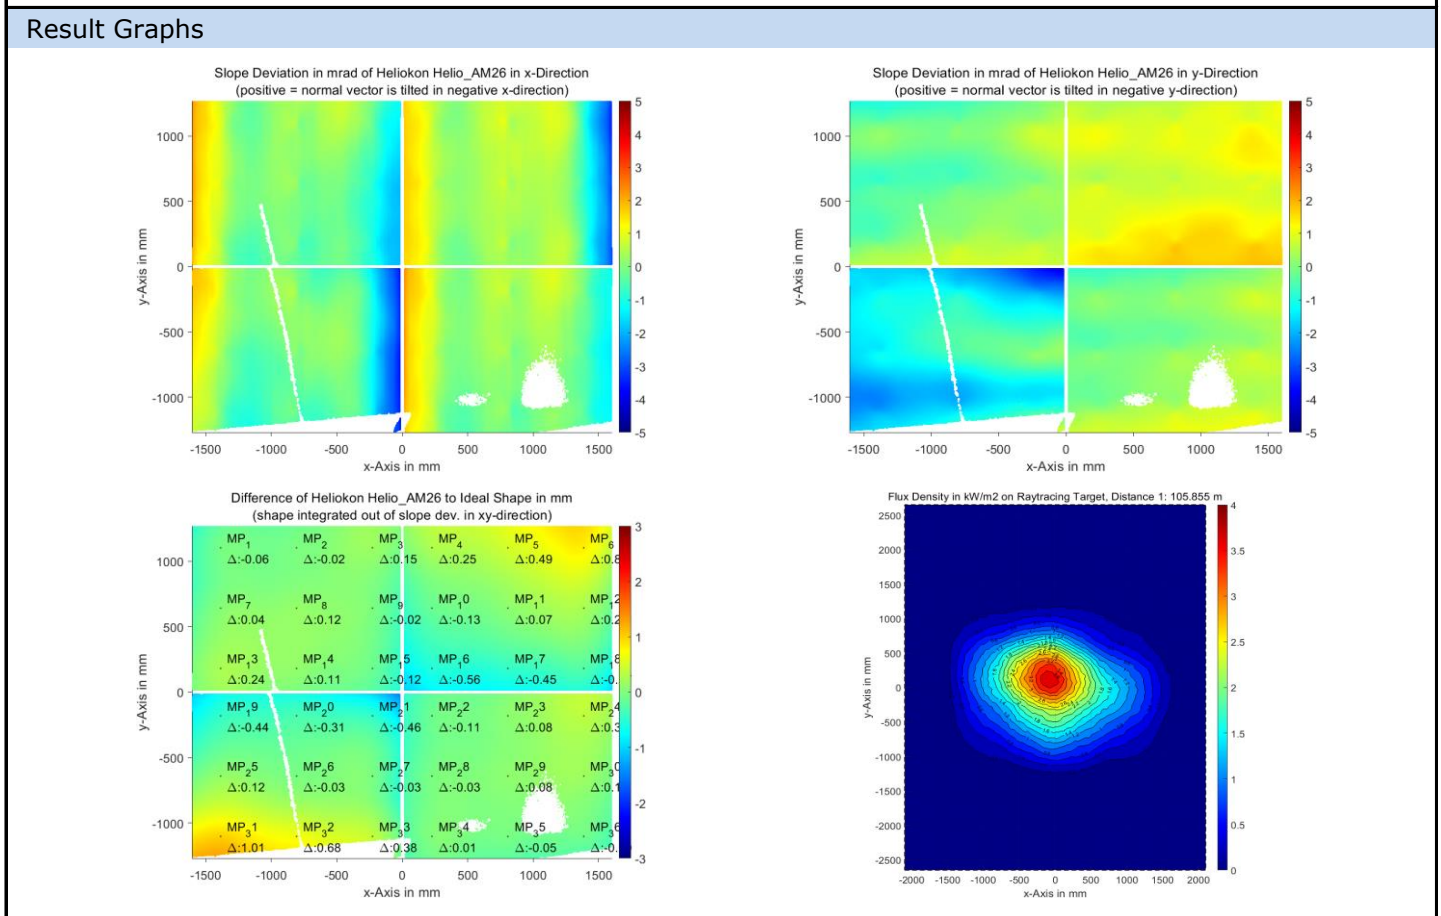 Result Graphs
Slope Deviation in mrad of Heliokon Helio_AM26 in x-Direction
(positive = normal vector is tilted in negative x-direction)
1000
500
0
-500
-1000
y-Axis in mm
-1500 -1000 -500 0 500 1000 1500
x-Axis in mm
5
4
3
2
1
0
-1
-2
-3
-4
-5
Slope Deviation in mrad of Heliokon Helio_AM26 in y-Direction
(positive = normal vector is tilted in negative y-direction)
1000
500
0
-500
-1000
y-Axis in mm
-1500 -1000 -500 0 500 1000 1500
x-Axis in mm
5
4
3
2
1
0
-1
-2
-3
-4
-5
Difference of Heliokon Helio_AM26 to Ideal Shape in mm
(shape integrated out of slope dev. in xy-direction)
MP1 MP2 MP3 MP4 MP5 MP6
Δ:-0.06 Δ:-0.02 Δ:0.15 Δ:0.25 Δ:0.49 Δ:0.8
MP7 MP8 MP9 MP10 MP11 MP12
Δ:0.04 Δ:0.12 Δ:-0.02 Δ:-0.13 Δ:0.07 Δ:0.2
MP13 MP14 MP15 MP16 MP17 MP18
Δ:0.24 Δ:0.11 Δ:-0.12 Δ:-0.56 Δ:-0.45 Δ:-0.
MP19 MP20 MP21 MP22 MP23 MP24
Δ:-0.44 Δ:-0.31 Δ:-0.46 Δ:-0.11 Δ:0.08 Δ:0.3
MP25 MP26 MP27 MP28 MP29 MP30
Δ:0.12 Δ:-0.03 Δ:-0.03 Δ:-0.03 Δ:0.08 Δ:0.1
MP31 MP32 MP33 MP34 MP35 MP36
Δ:1.01 Δ:0.68 Δ:0.38 Δ:0.01 Δ:-0.05 Δ:-0.
1000
500
0
-500
-1000
y-Axis in mm
-1500 -1000 -500 0 500 1000 1500
x-Axis in mm
3
2
1
0
-1
-2
-3
Flux Density in kW/m2 on Raytracing Target, Distance 1: 105.855 m
2500
2000
1500
1000
500
0
-500
-1000
-1500
-2000
-2500
y-Axis in mm
-2000 -1500 -1000 -500 0 500 1000 1500 2000
x-Axis in mm
4
3.5
3
2.5
2
1.5
1
0.5
0